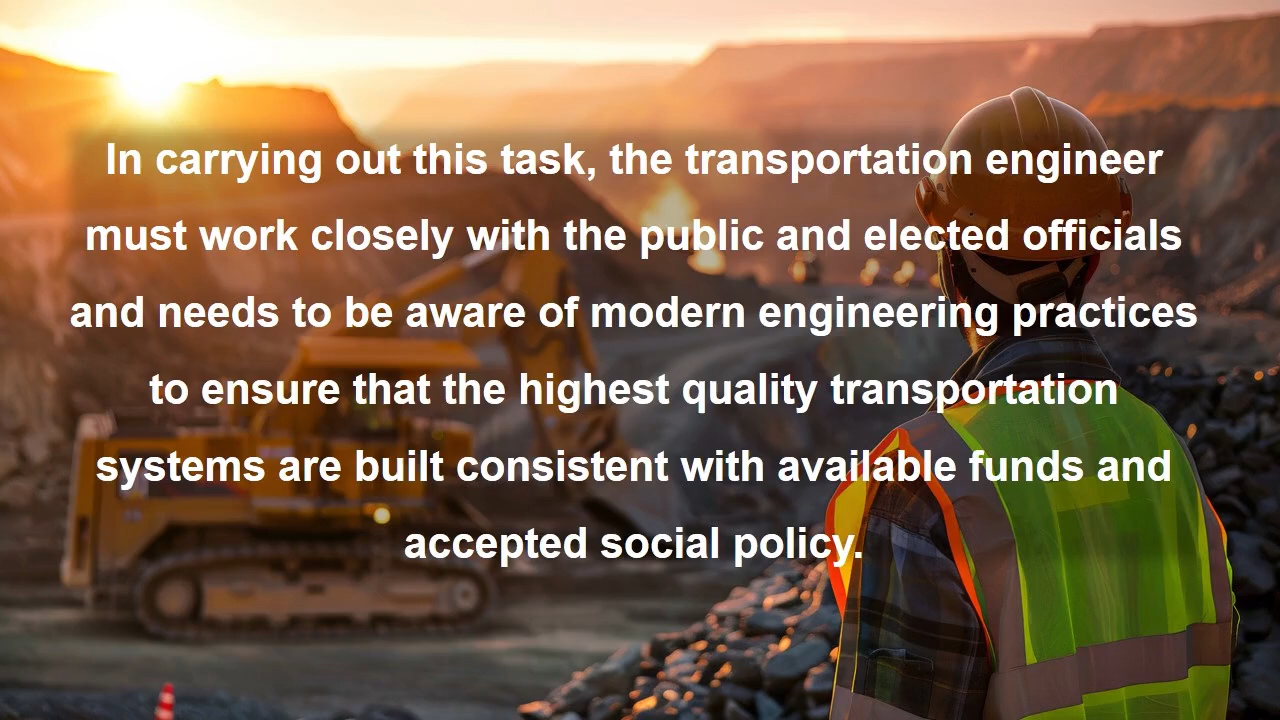 In carrying out this task, the transportation engineer
must work closely with the public and elected officials
and needs to be aware of modern engineering practices
to ensure that the highest quality transportation
systems are built consistent with available funds and
accepted social policy.